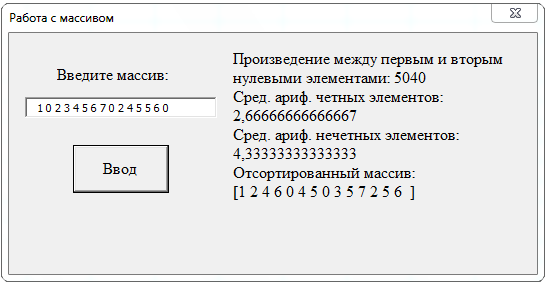 Работа с массивом
Введите массив:
1 0 2 3 4 5 6 7 0 2 4 5 5 6 0
Ввод
Произведение между первым и вторым
нулевыми элементами: 5040
Сред. ариф. четных элементов:
2,66666666666667
Сред. ариф. нечетных элементов:
4,33333333333333
Отсортированный массив:
[1 2 4 6 0 4 5 0 3 5 7 2 5 6 ]